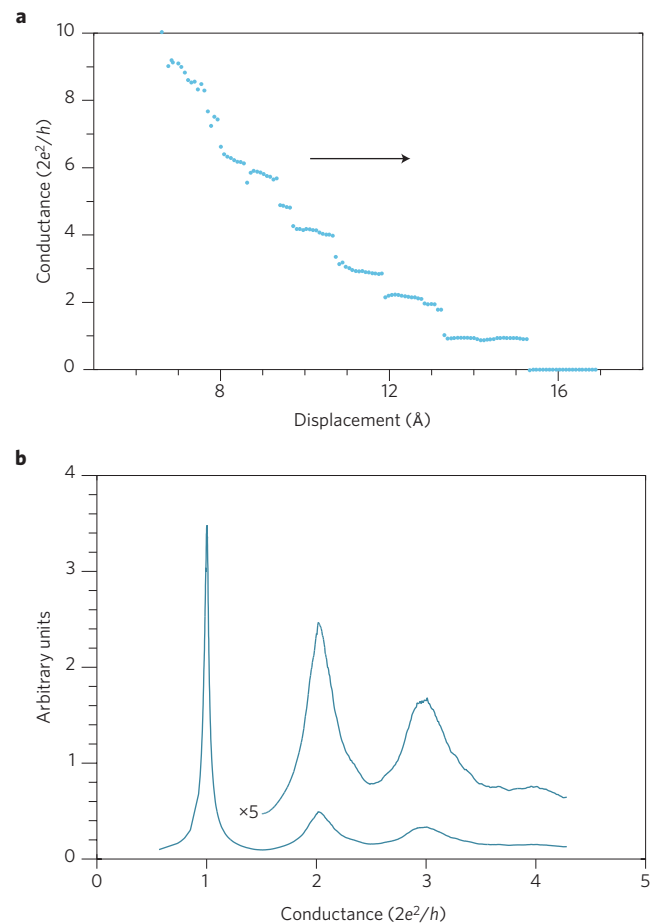 a
10
8
6
4
2
0
Conductance (2e²/h)
8 12 16
Displacement (Å)
b
4
3
2
1
0
Arbitrary units
×5
0 1 2 3 4 5
Conductance (2e²/h)